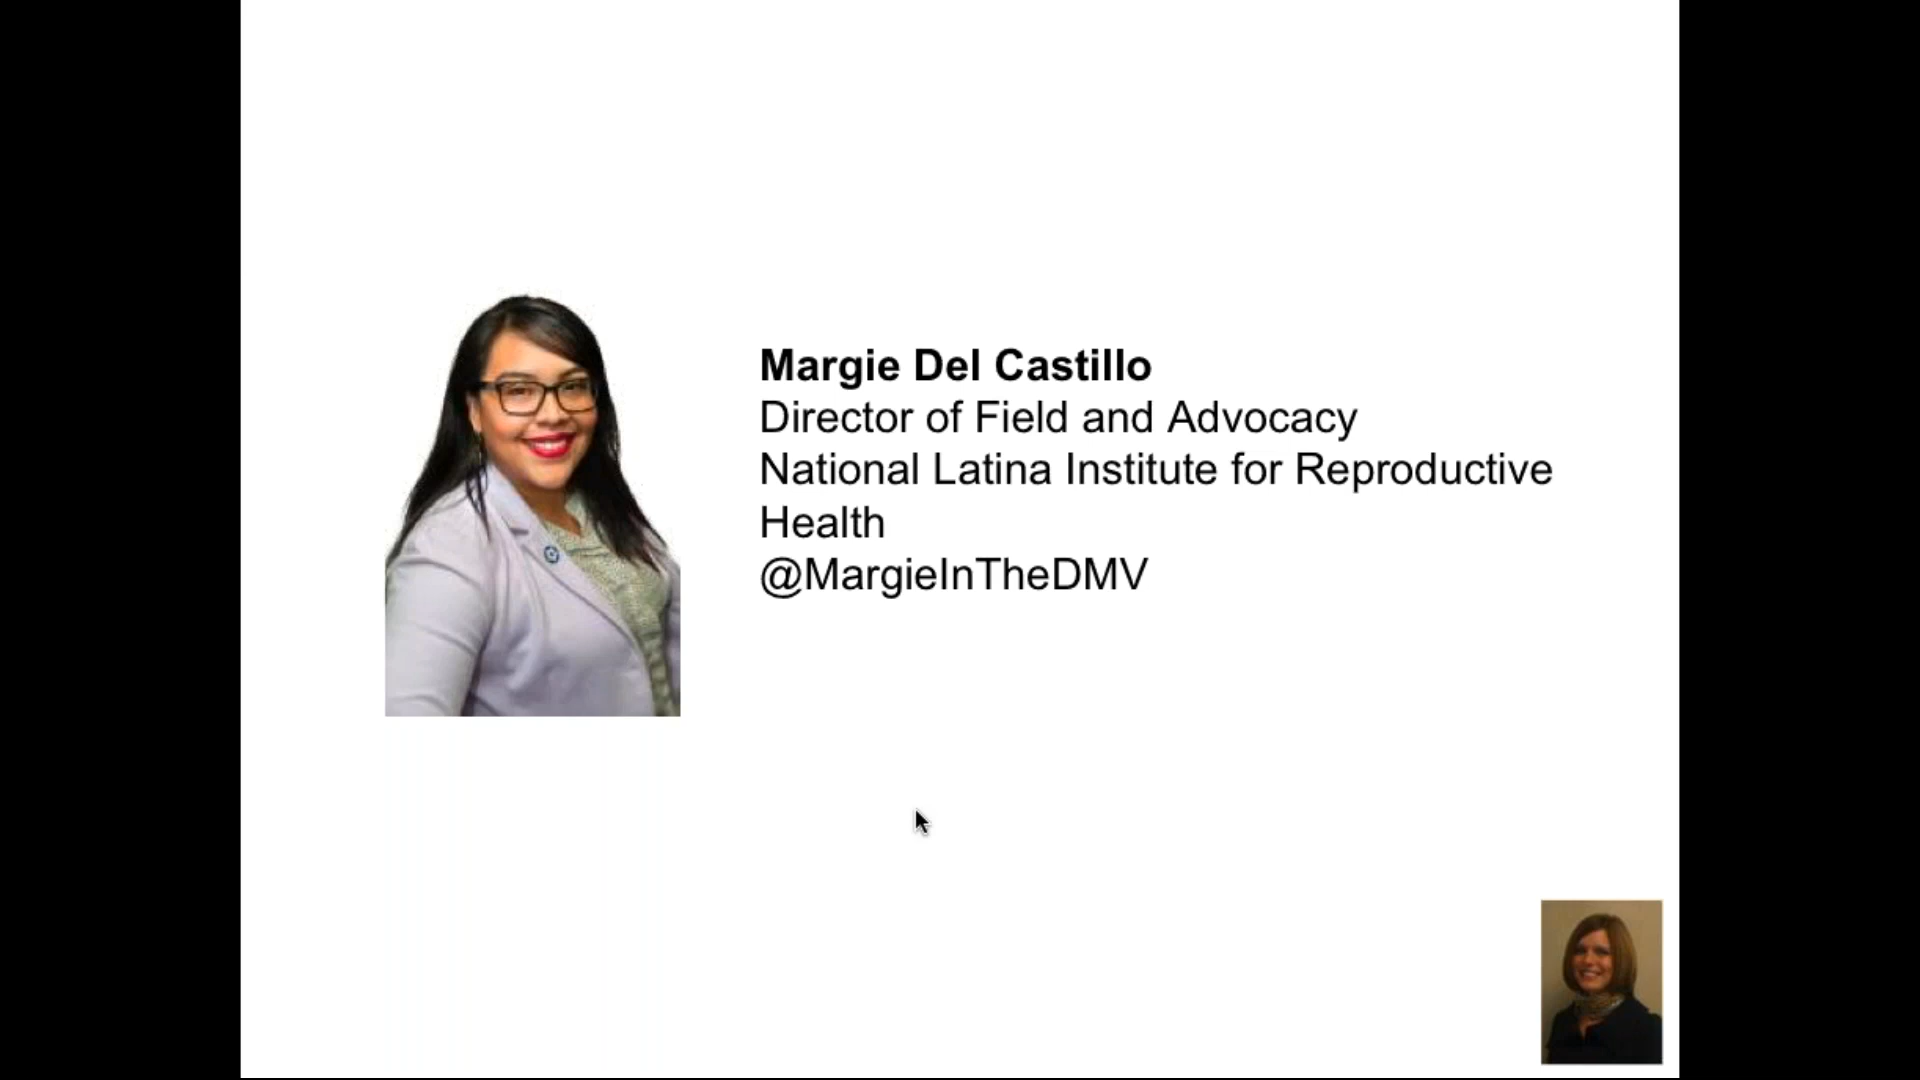 Margie Del Castillo
Director of Field and Advocacy
National Latina Institute for Reproductive
Health
@MargieInTheDMV